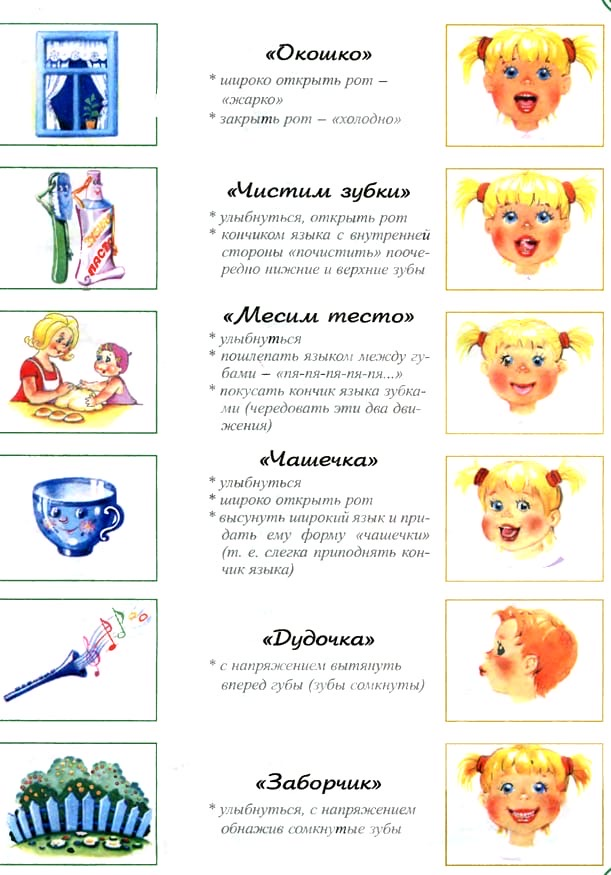 «Окошко»
* широко открыть рот –
«жарко»
* закрыть рот – «холодно»
«Чистим зубки»
* улыбнуться, открыть рот
* кончиком языка с внутренней
стороны «почистить» пооче-
редно нижние и верхние зубы
ПАСТА
«Месим тесто»
* улыбнуться
* пошлепать языком между гу-
бами – «пя-пя-пя-пя-пя...»
* покусать кончик языка зубка-
ми (чередовать эти два дви-
жения)
«Чашечка»
* улыбнуться
* широко открыть рот
* высунуть широкий язык и при-
дать ему форму «чашечки»
(т. е. слегка приподнять кон-
чик языка)
«Дудочка»
* с напряжением вытянуть
вперед губы (зубы сомкнуты)
«Заборчик»
* улыбнуться, с напряжением
обнажив сомкнутые зубы